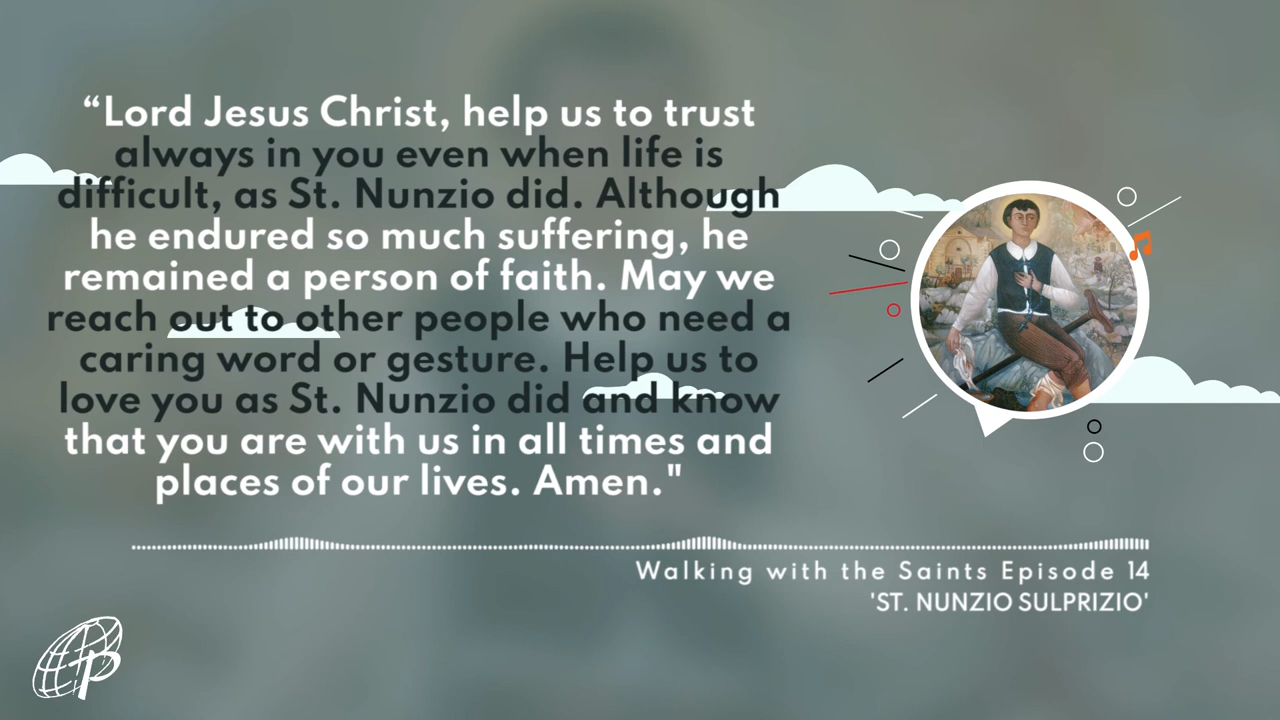 “Lord Jesus Christ, help us to trust
always in you even when life is
difficult, as St. Nunzio did. Although
he endured so much suffering, he
remained a person of faith. May we
reach out to other people who need a
caring word or gesture. Help us to
love you as St. Nunzio did and know
that you are with us in all times and
places of our lives. Amen."
Walking with the Saints Episode 14
'ST. NUNZIO SULPRIZIO'